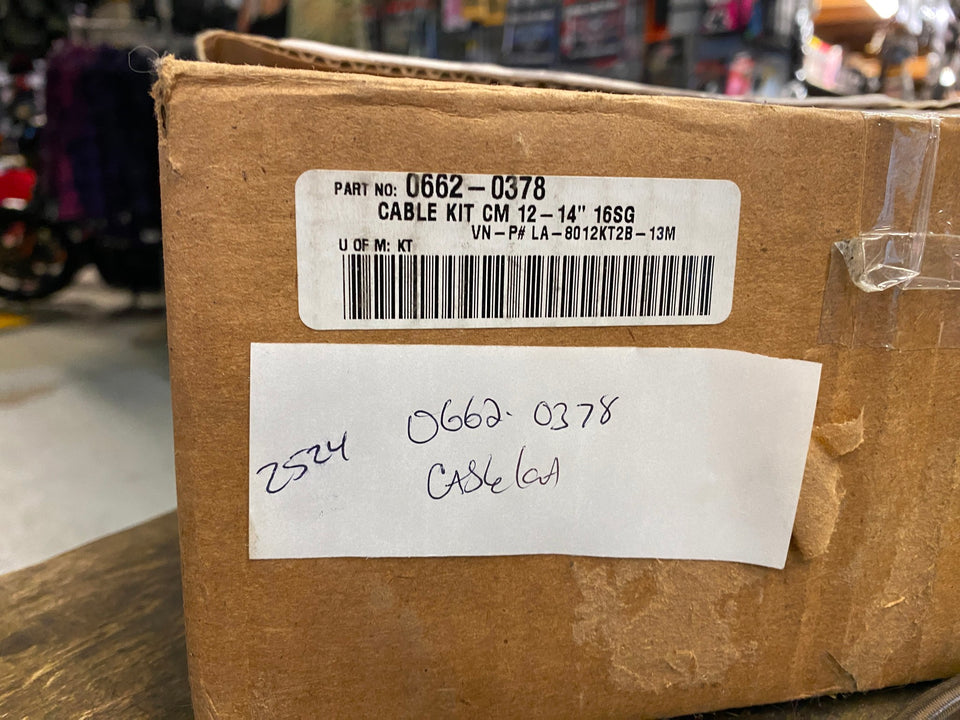 PART NO: 0662-0378
CABLE KIT CM 12-14" 16SG
VN-P# LA-8012KT2B-13M
U OF M: KT
0662-0378
2524